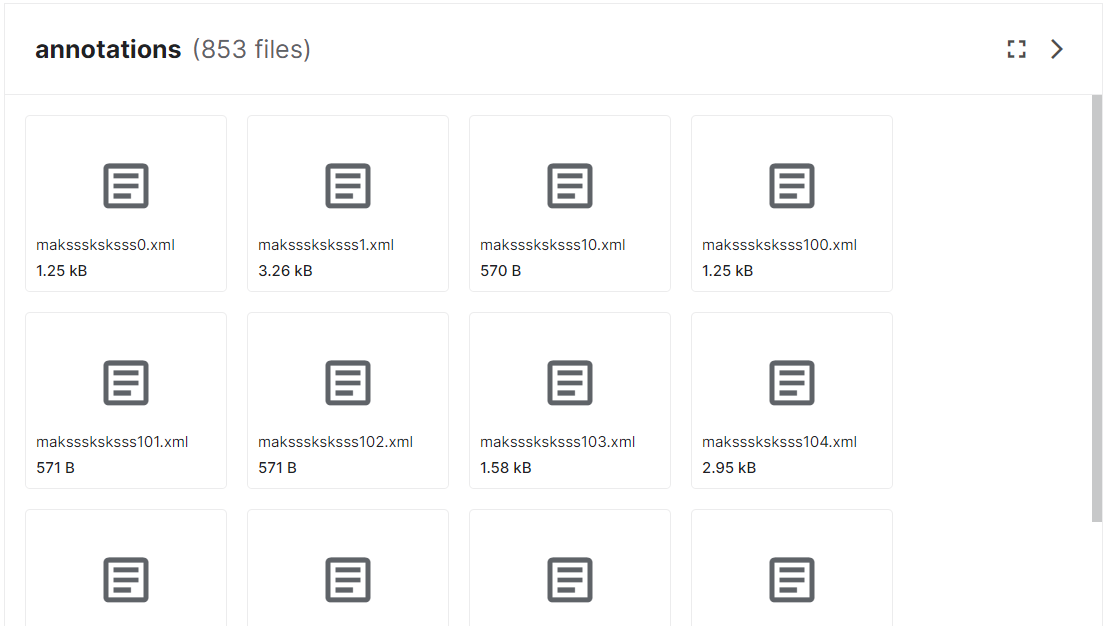 annotations (853 files)
maksssksksss0.xml
1.25 kB
maksssksksss1.xml
3.26 kB
maksssksksss10.xml
570 B
maksssksksss100.xml
1.25 kB
maksssksksss101.xml
571 B
maksssksksss102.xml
571 B
maksssksksss103.xml
1.58 kB
maksssksksss104.xml
2.95 kB